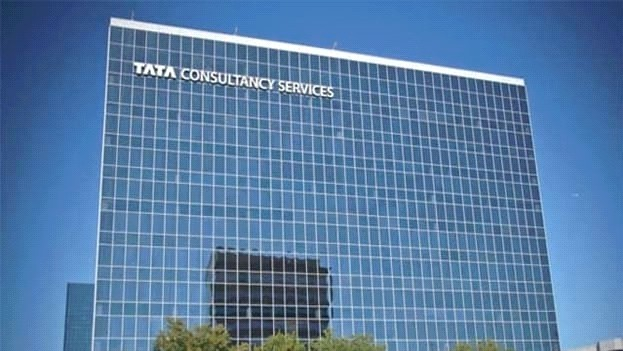 TATA CONSULTANCY SERVICES